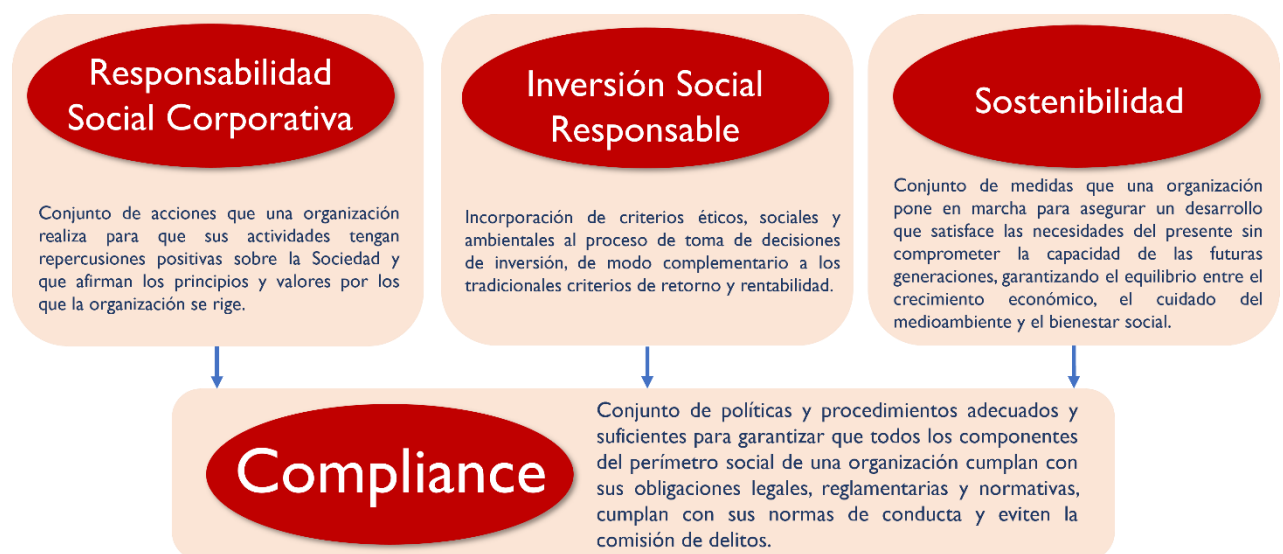 Responsabilidad
Social Corporativa
Conjunto de acciones que una organización
realiza para que sus actividades tengan
repercusiones positivas sobre la Sociedad y
que afirman los principios y valores por los
que la organización se rige.
Inversión Social
Responsable
Incorporación de criterios éticos, sociales y
ambientales al proceso de toma de decisiones
de inversión, de modo complementario a los
tradicionales criterios de retorno y rentabilidad.
Sostenibilidad
Conjunto de medidas que una organización
pone en marcha para asegurar un desarrollo
que satisface las necesidades del presente sin
comprometer la capacidad de las futuras
generaciones, garantizando el equilibrio entre el
crecimiento económico, el cuidado del
medioambiente y el bienestar social.
Compliance
Conjunto de políticas y procedimientos adecuados y
suficientes para garantizar que todos los componentes
del perímetro social de una organización cumplan con
sus obligaciones legales, reglamentarias y normativas,
cumplan con sus normas de conducta y eviten la
comisión de delitos.